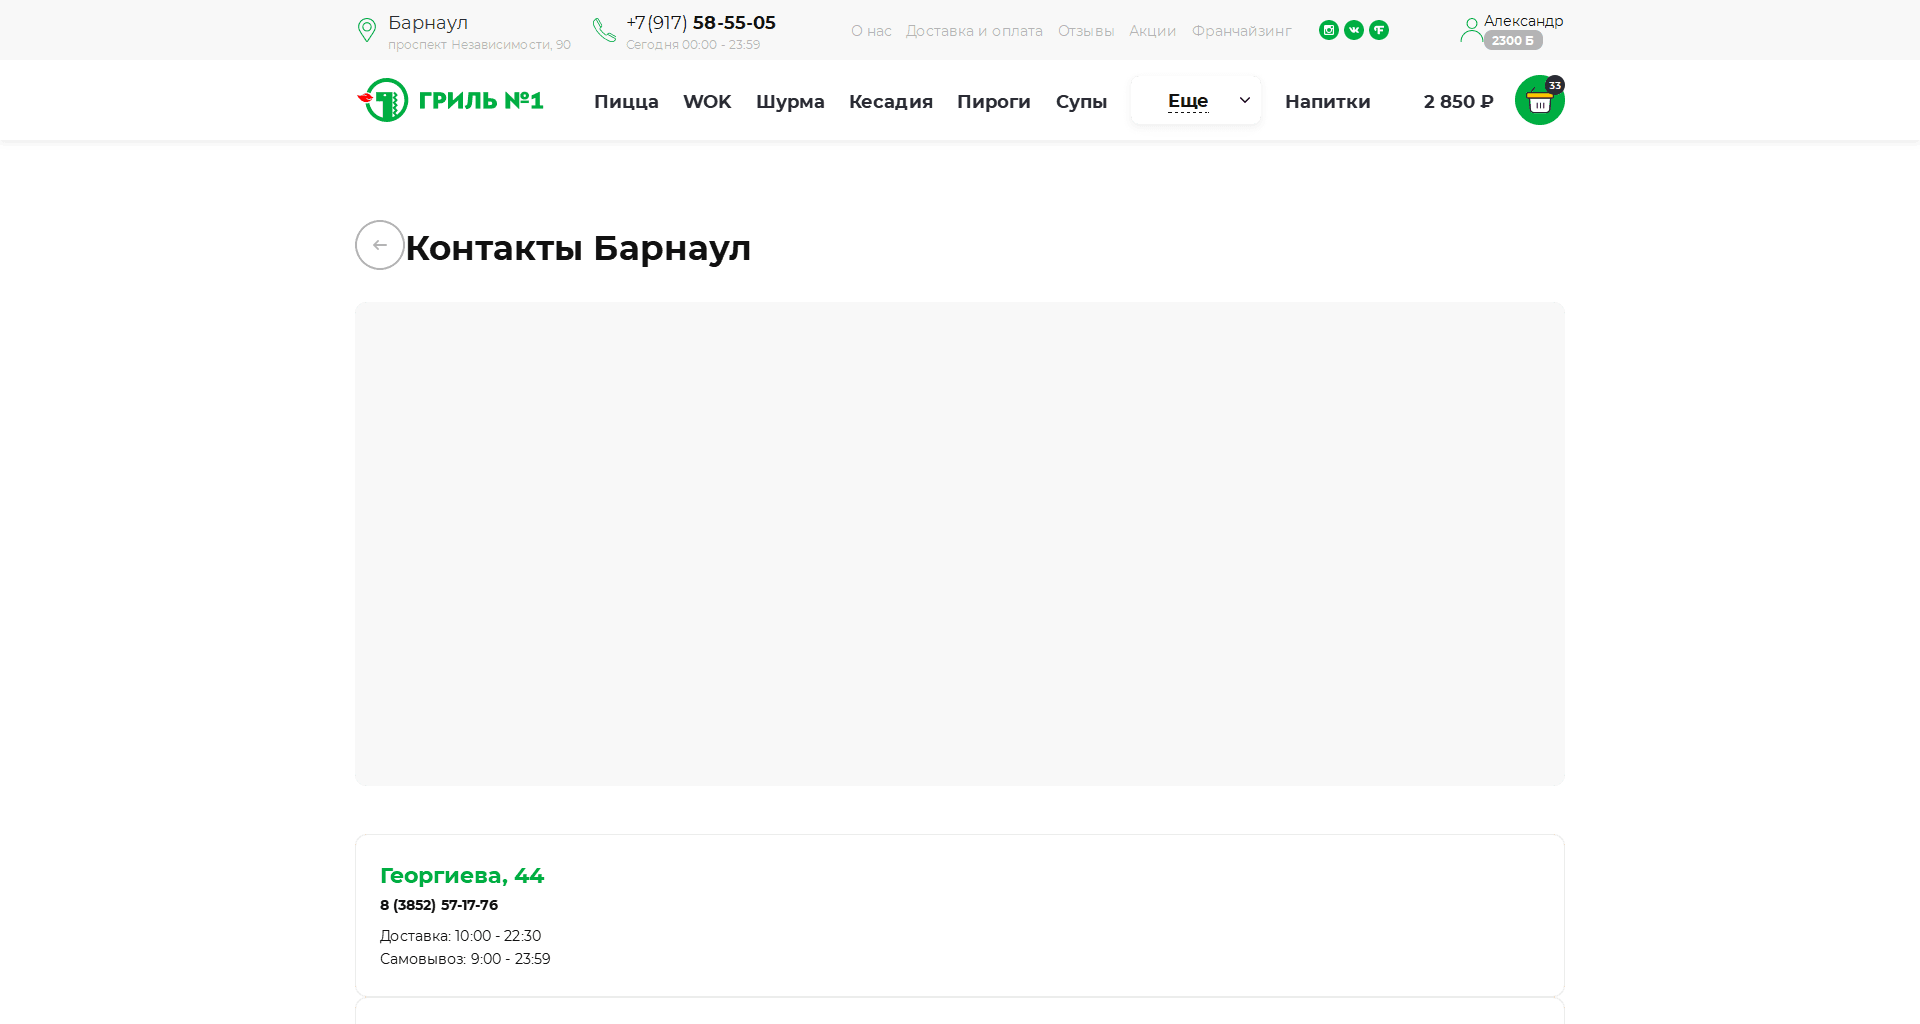 Барнаул
проспект Независимости, 90
+7(917) 58-55-05
Сегодня 00:00 - 23:59
О нас Доставка и оплата Отзывы Акции Франчайзинг
Александр
2300 Б
ГРИЛЬ №1
Пицца WOK Шурма Кесадия Пироги Супы Еще Напитки
2 850 ₽
33
Контакты Барнаул
Георгиева, 44
8 (3852) 57-17-76
Доставка: 10:00 - 22:30
Самовывоз: 9:00 - 23:59